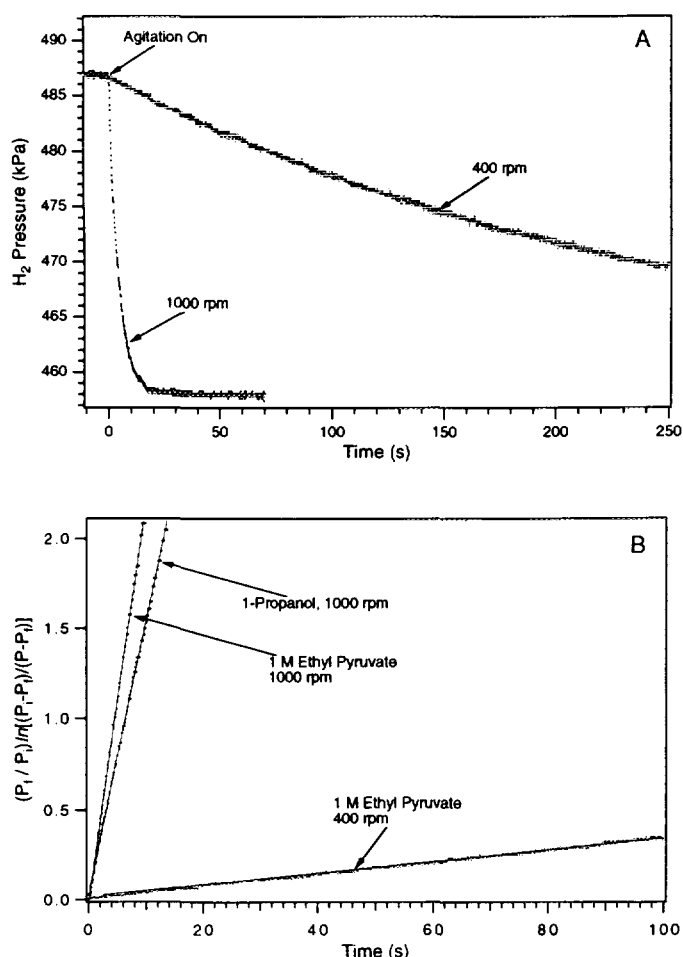 A
Agitation On
490
485
480
475
470
465
460
H2 Pressure (kPa)
400 rpm
1000 rpm
0
50
100
150
200
250
Time (s)
B
2.0
1.5
1.0
0.5
0.0
(Pf / Pi)ln[(Pi-Pf)/(P-Pf)]
1-Propanol, 1000 rpm
1 M Ethyl Pyruvate
1000 rpm
1 M Ethyl Pyruvate
400 rpm
0
20
40
60
80
100
Time (s)